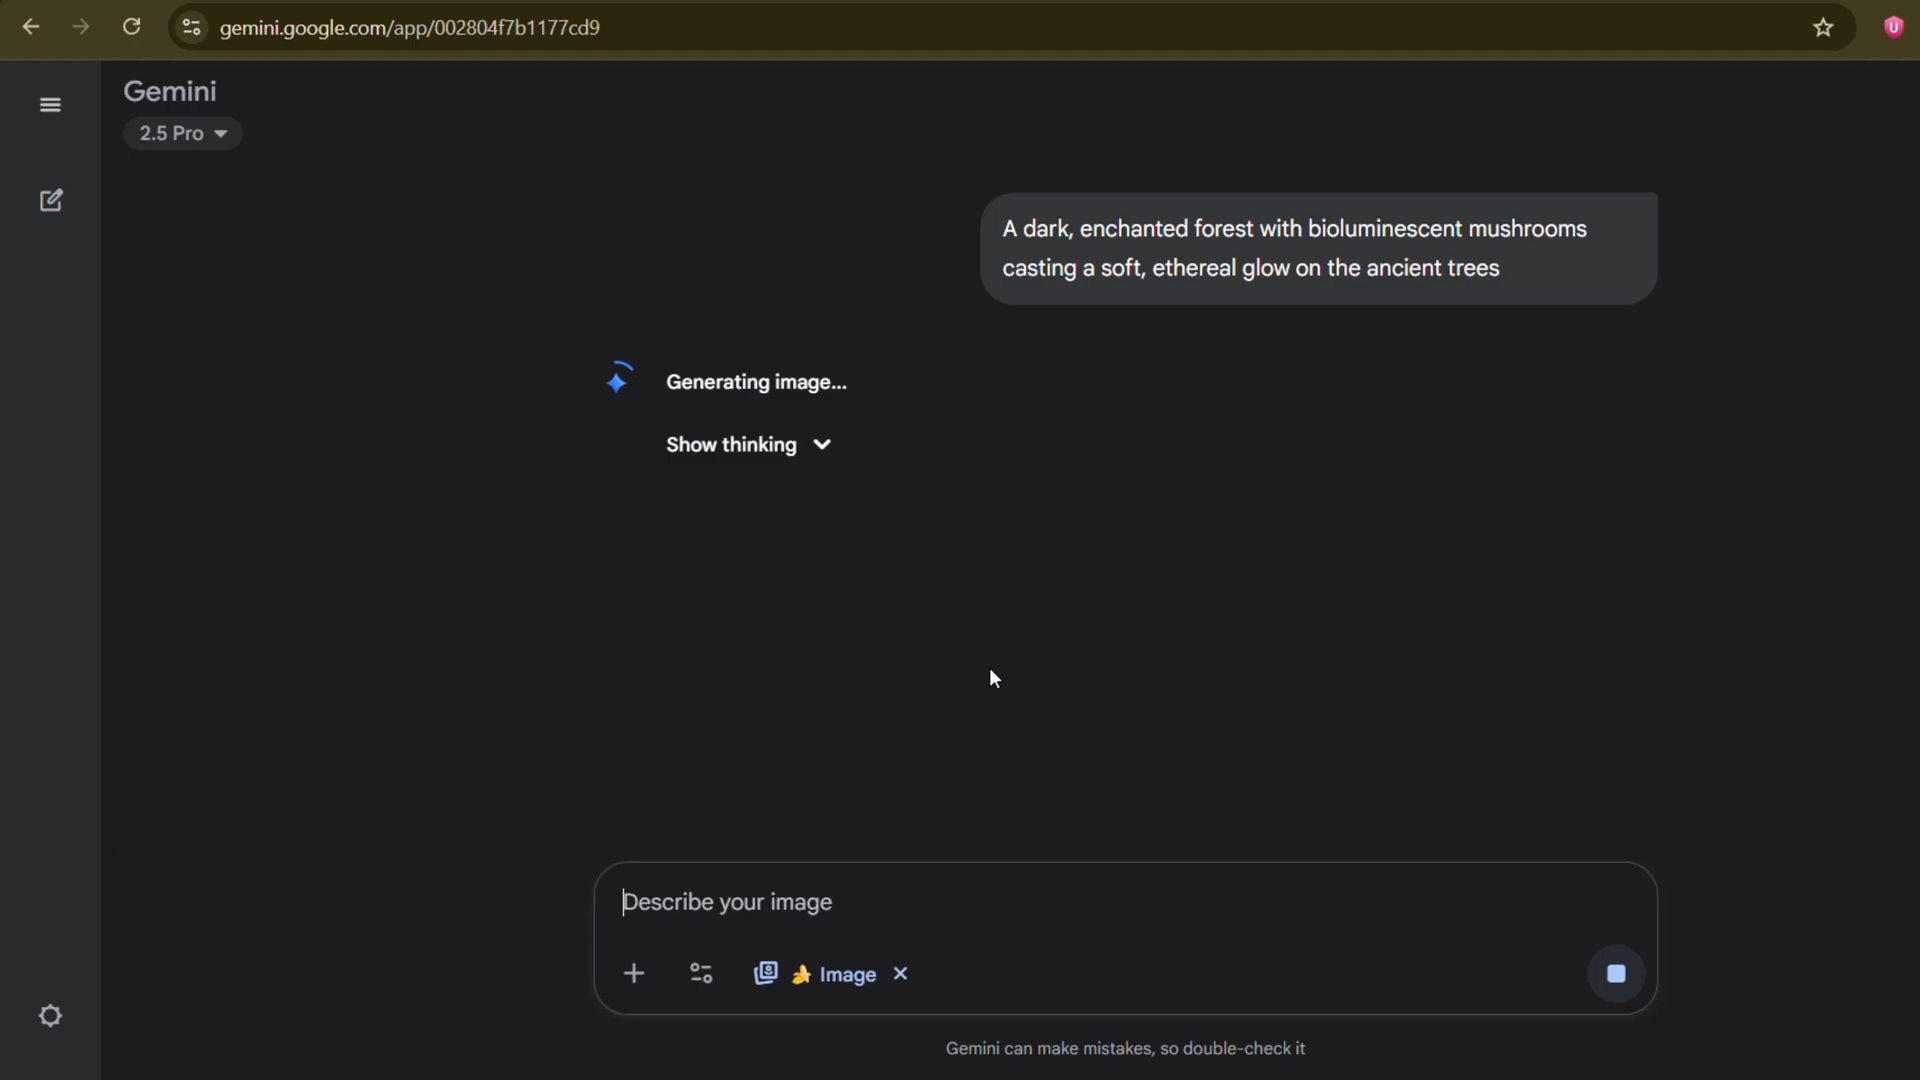 gemini.google.com/app/002804f7b1177cd9
U
Gemini
2.5 Pro
A dark, enchanted forest with bioluminescent mushrooms
casting a soft, ethereal glow on the ancient trees
Generating image...
Show thinking
Describe your image
Image
Gemini can make mistakes, so double-check it